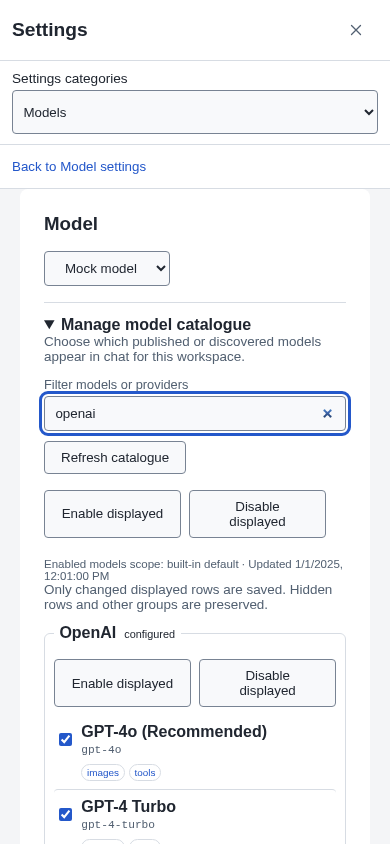 Settings
Settings categories
Models
Back to Model settings
Model
Mock model
Manage model catalogue
Choose which published or discovered models
appear in chat for this workspace.
Filter models or providers
openai
Refresh catalogue
Enable displayed
Disable
displayed
Enabled models scope: built-in default · Updated 1/1/2025,
12:01:00 PM
Only changed displayed rows are saved. Hidden
rows and other groups are preserved.
OpenAI configured
Enable displayed
Disable
displayed
GPT-4o (Recommended)
gpt-4o
images tools
GPT-4 Turbo
gpt-4-turbo